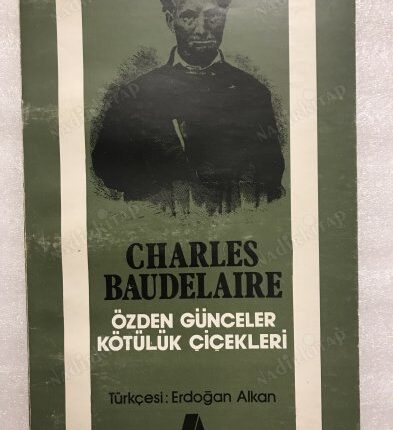 CHARLES
BAUDELAIRE
ÖZDEN GÜNCELER
KÖTÜLÜK ÇİÇEKLERİ
Türkçesi: Erdoğan Alkan